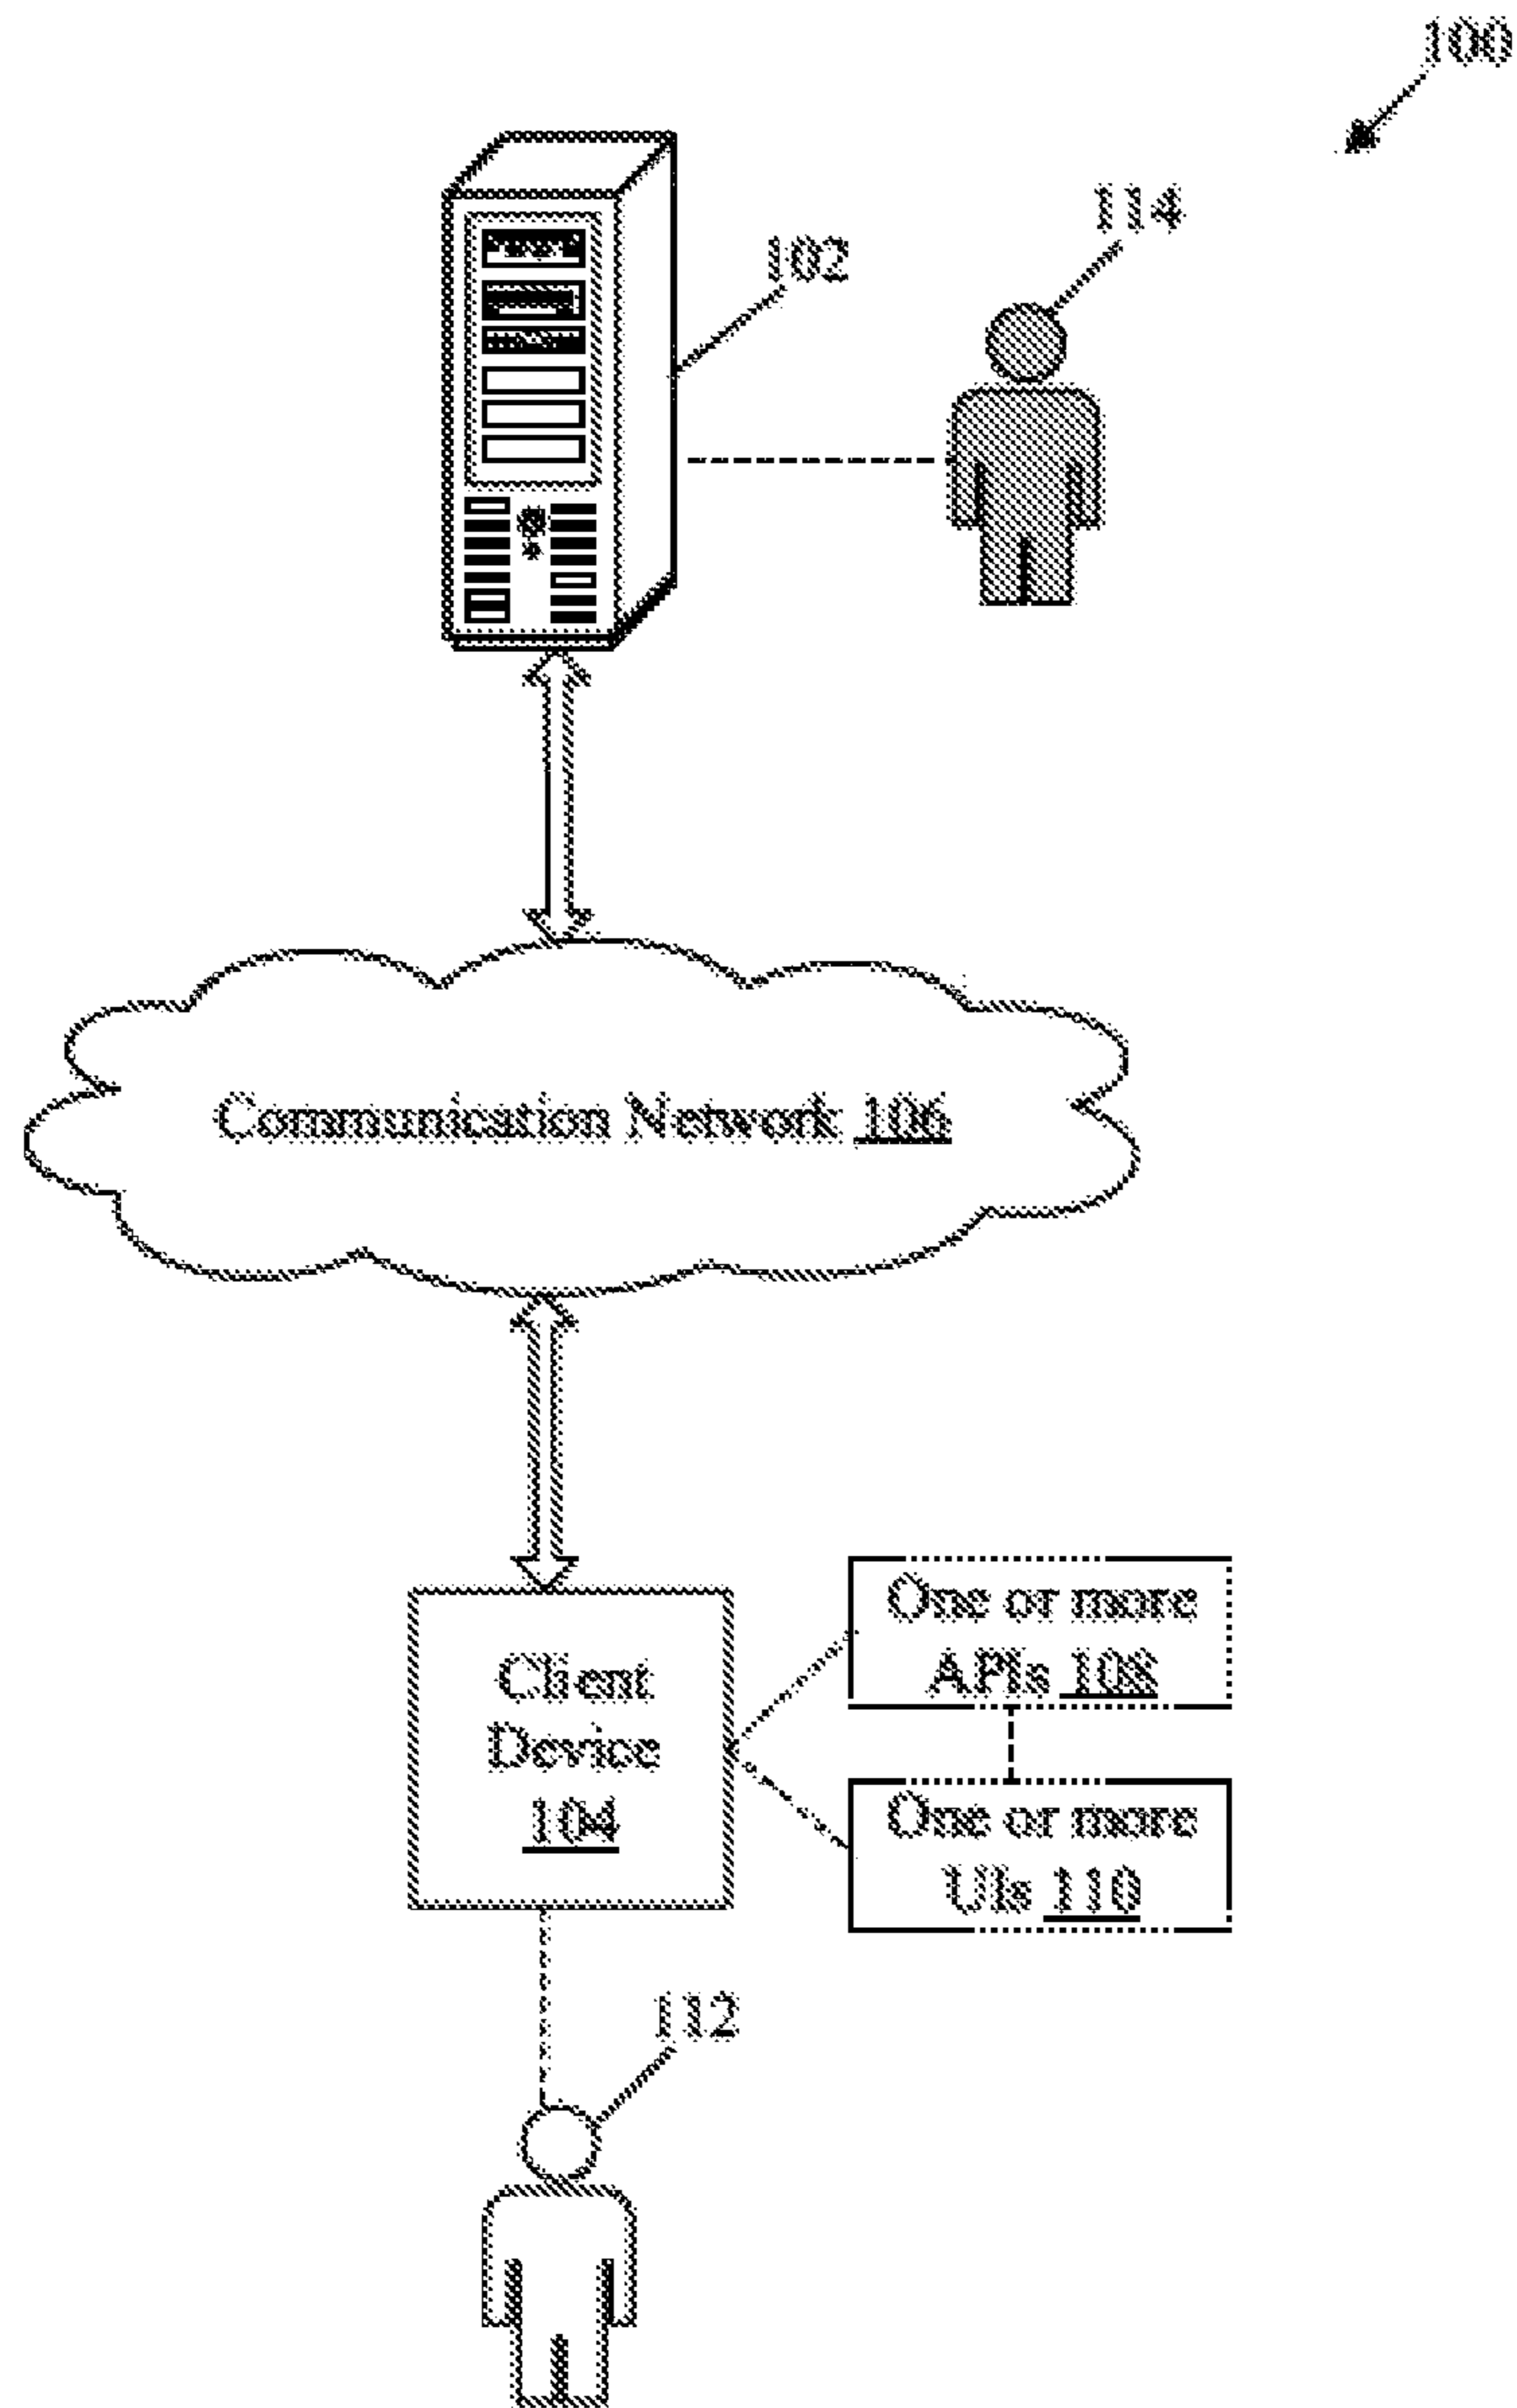 100
114
102
Communication Network 106
One or more
APIs 108
Client
Device
104
One or more
UIs 110
112